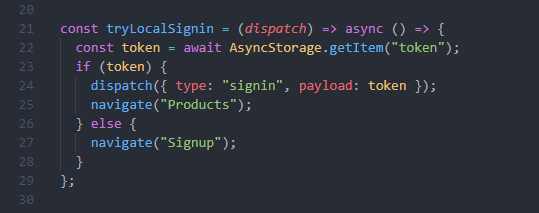 20
21 const tryLocalSignin = (dispatch) => async () => {
22   const token = await AsyncStorage.getItem("token");
23   if (token) {
24     dispatch({ type: "signin", payload: token });
25     navigate("Products");
26   } else {
27     navigate("Signup");
28   }
29 };
30